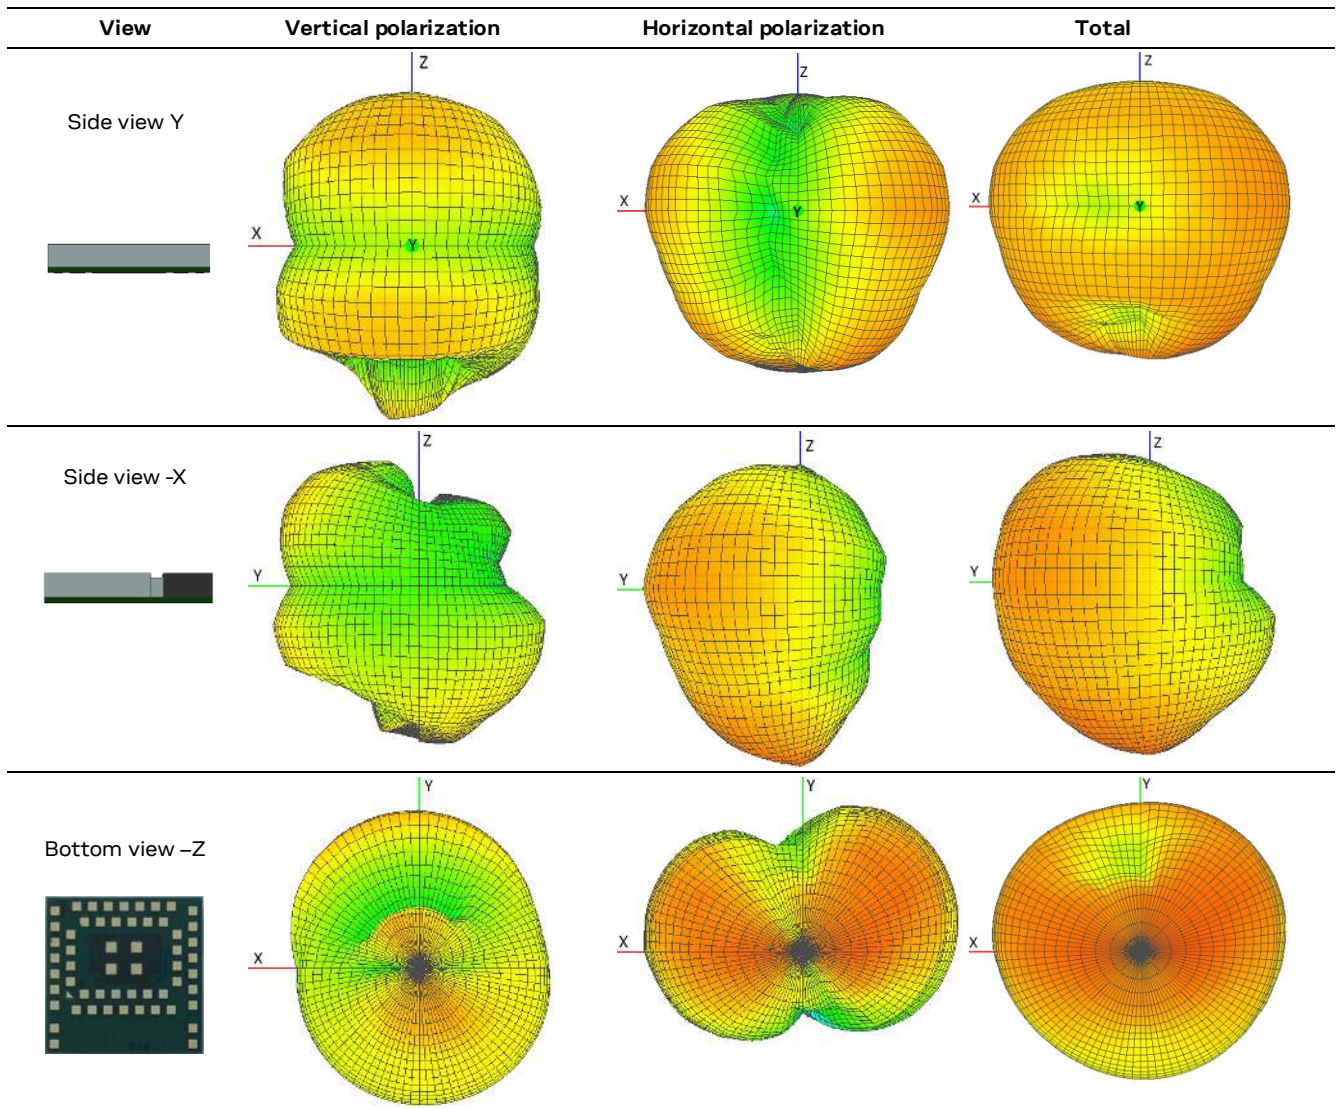 View Vertical polarization Horizontal polarization Total
Side view Y
Z
X
Y
Z
X
Y
Z
X
Y
Side view -X
Z
Y
Z
Y
Z
Y
Bottom view –Z
Y
X
Y
X
Y
X